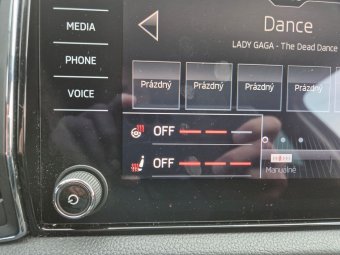 MEDIA
PHONE
VOICE
Dance
LADY GAGA - The Dead Dance
Prázdný Prázdný Prázdný Prázdný
OFF
OFF
Manuálně